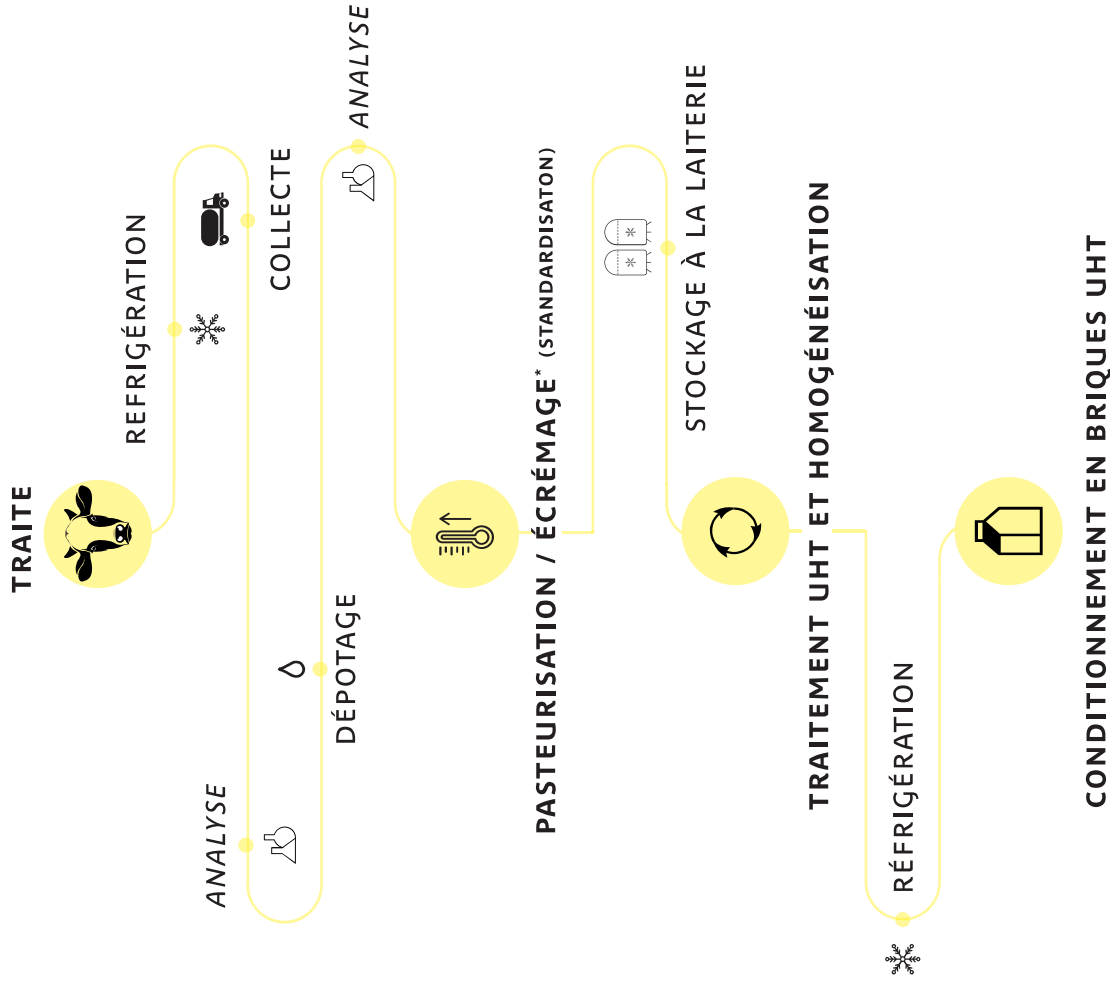 TRAITE
REFRIGÉRATION
COLLECTE
ANALYSE
DÉPOTAGE
ANALYSE
PASTEURISATION / ÉCRÉMAGE* (STANDARDISATON)
STOCKAGE À LA LAITERIE
TRAITEMENT UHT ET HOMOGÉNÉISATION
RÉFRIGÉRATION
CONDITIONNEMENT EN BRIQUES UHT